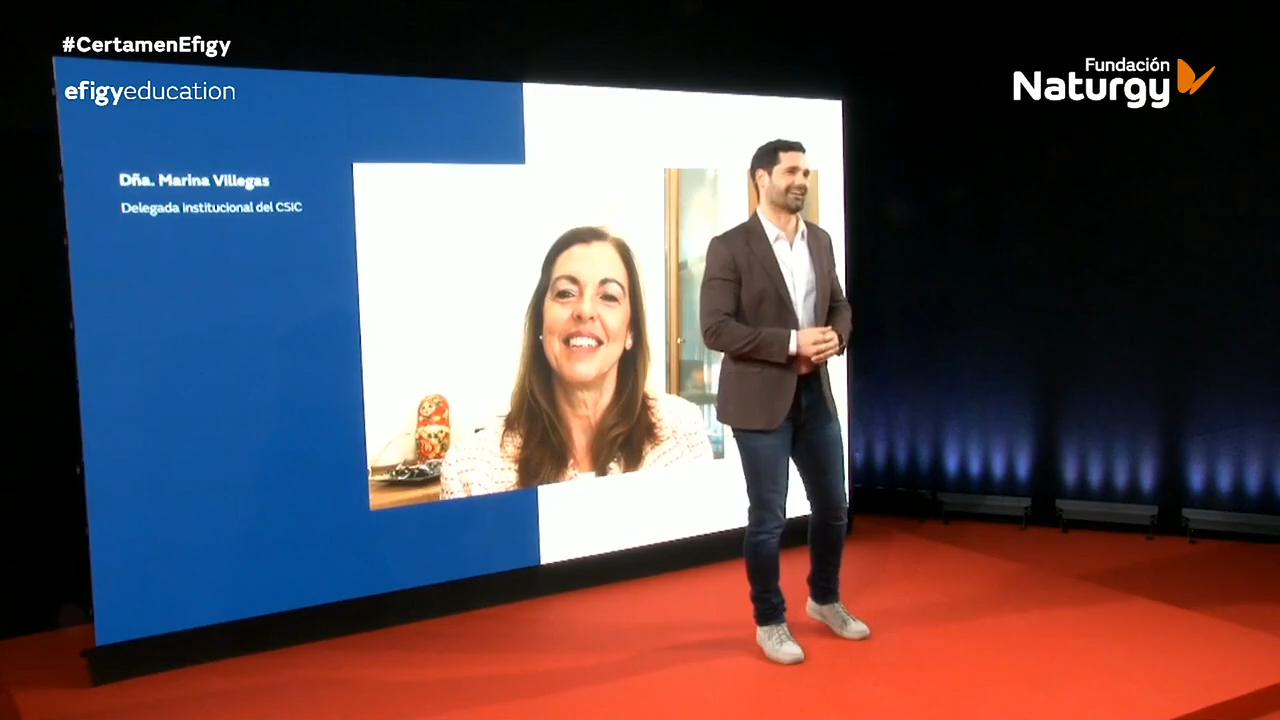 #CertamenEfigy
efigyeducation
Fundación
Naturgy
Dña. Marina Villegas
Delegada institucional del CSIC